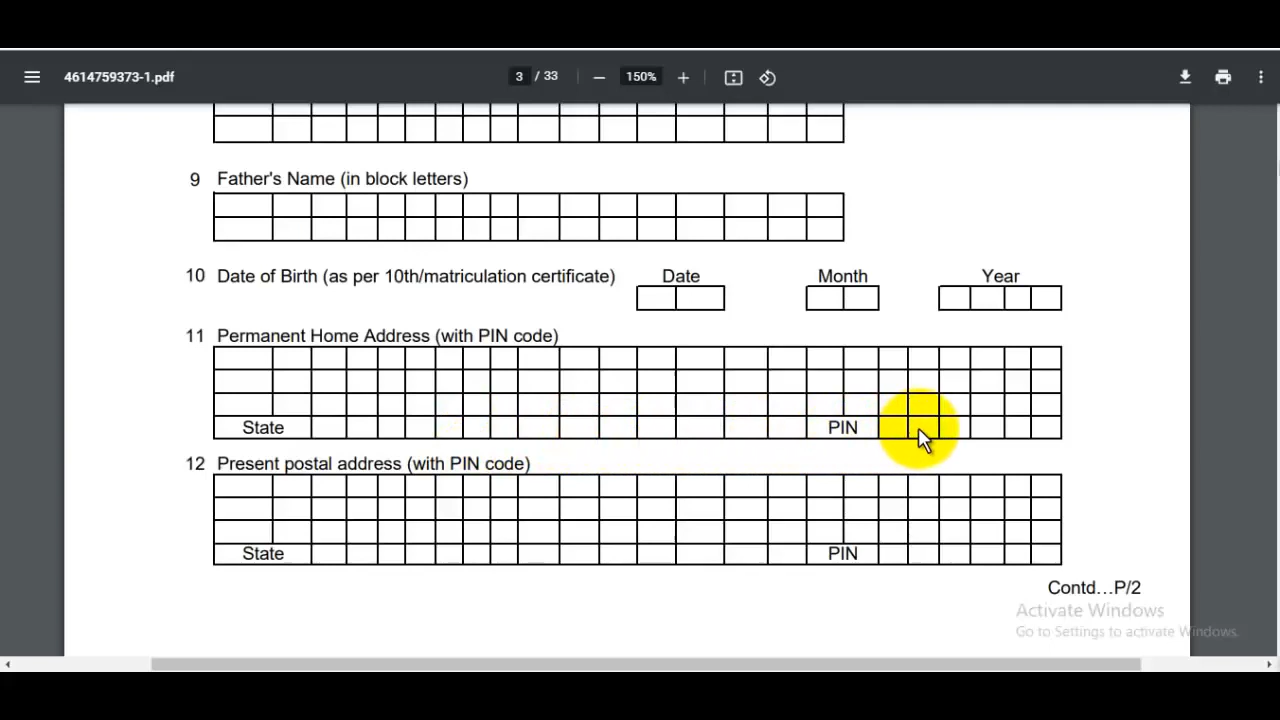 4614759373-1.pdf
3 / 33
150%
9 Father's Name (in block letters)
10 Date of Birth (as per 10th/matriculation certificate) Date Month Year
11 Permanent Home Address (with PIN code)
State PIN
12 Present postal address (with PIN code)
State PIN
Contd…P/2
Activate Windows
Go to Settings to activate Windows.